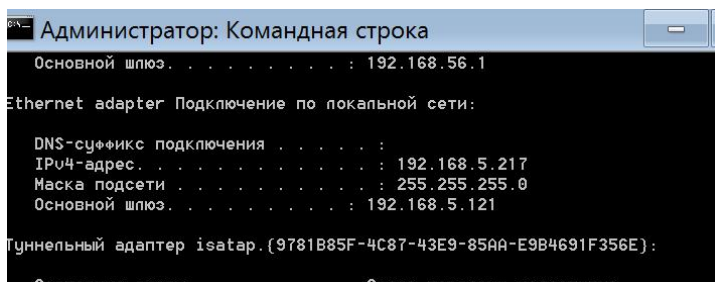 Администратор: Командная строка
Основной шлюз. . . . . . . . . : 192.168.56.1
Ethernet adapter Подключение по локальной сети:
DNS-суффикс подключения . . . . . :
IPv4-адрес. . . . . . . . . . . . : 192.168.5.217
Маска подсети . . . . . . . . . . : 255.255.255.0
Основной шлюз. . . . . . . . . : 192.168.5.121
Туннельный адаптер isatap.{9781B85F-4C87-43E9-85AA-E9B4691F356E}: